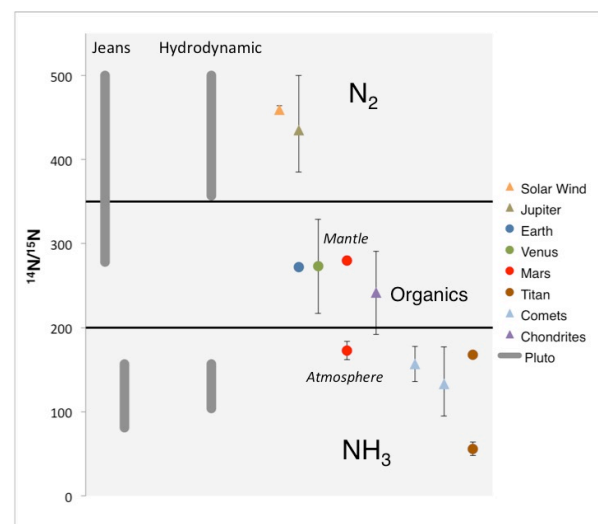 Jeans Hydrodynamic
500
N₂
400
¹⁴N/¹⁵N
300
Mantle
Organics
200
Atmosphere
100
NH₃
0
Solar Wind
Jupiter
Earth
Venus
Mars
Titan
Comets
Chondrites
Pluto